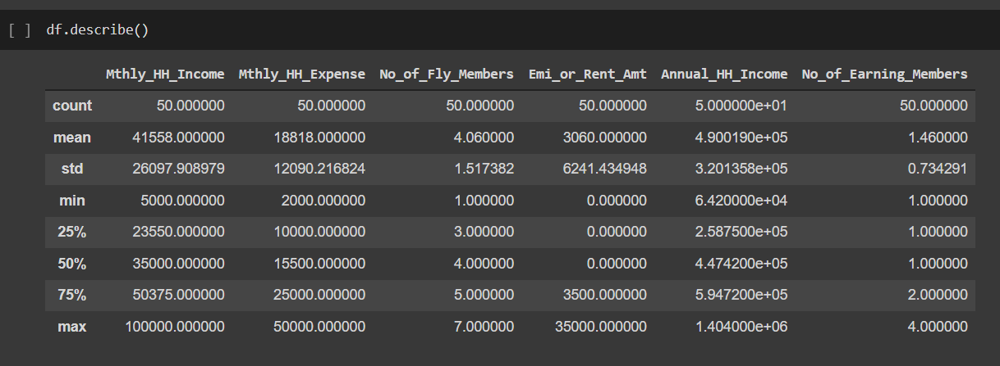 [ ] df.describe()
Mthly_HH_Income Mthly_HH_Expense No_of_Fly_Members Emi_or_Rent_Amt Annual_HH_Income No_of_Earning_Members
count 50.000000 50.000000 50.000000 50.000000 5.000000e+01 50.000000
mean 41558.000000 18818.000000 4.060000 3060.000000 4.900190e+05 1.460000
std 26097.908979 12090.216824 1.517382 6241.434948 3.201358e+05 0.734291
min 5000.000000 2000.000000 1.000000 0.000000 6.420000e+04 1.000000
25% 23550.000000 10000.000000 3.000000 0.000000 2.587500e+05 1.000000
50% 35000.000000 15500.000000 4.000000 0.000000 4.474200e+05 1.000000
75% 50375.000000 25000.000000 5.000000 3500.000000 5.947200e+05 2.000000
max 100000.000000 50000.000000 7.000000 35000.000000 1.404000e+06 4.000000